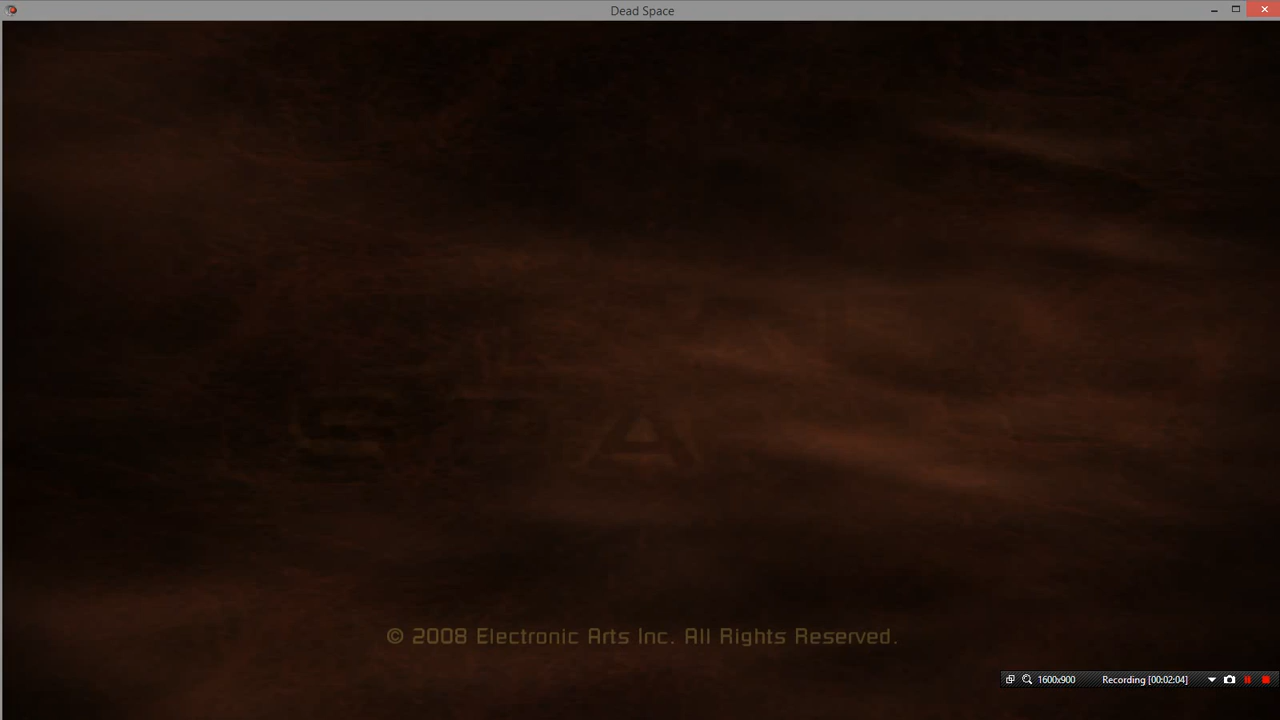 Dead Space
© 2008 Electronic Arts Inc. All Rights Reserved.
1600x900 Recording [00:02:04]